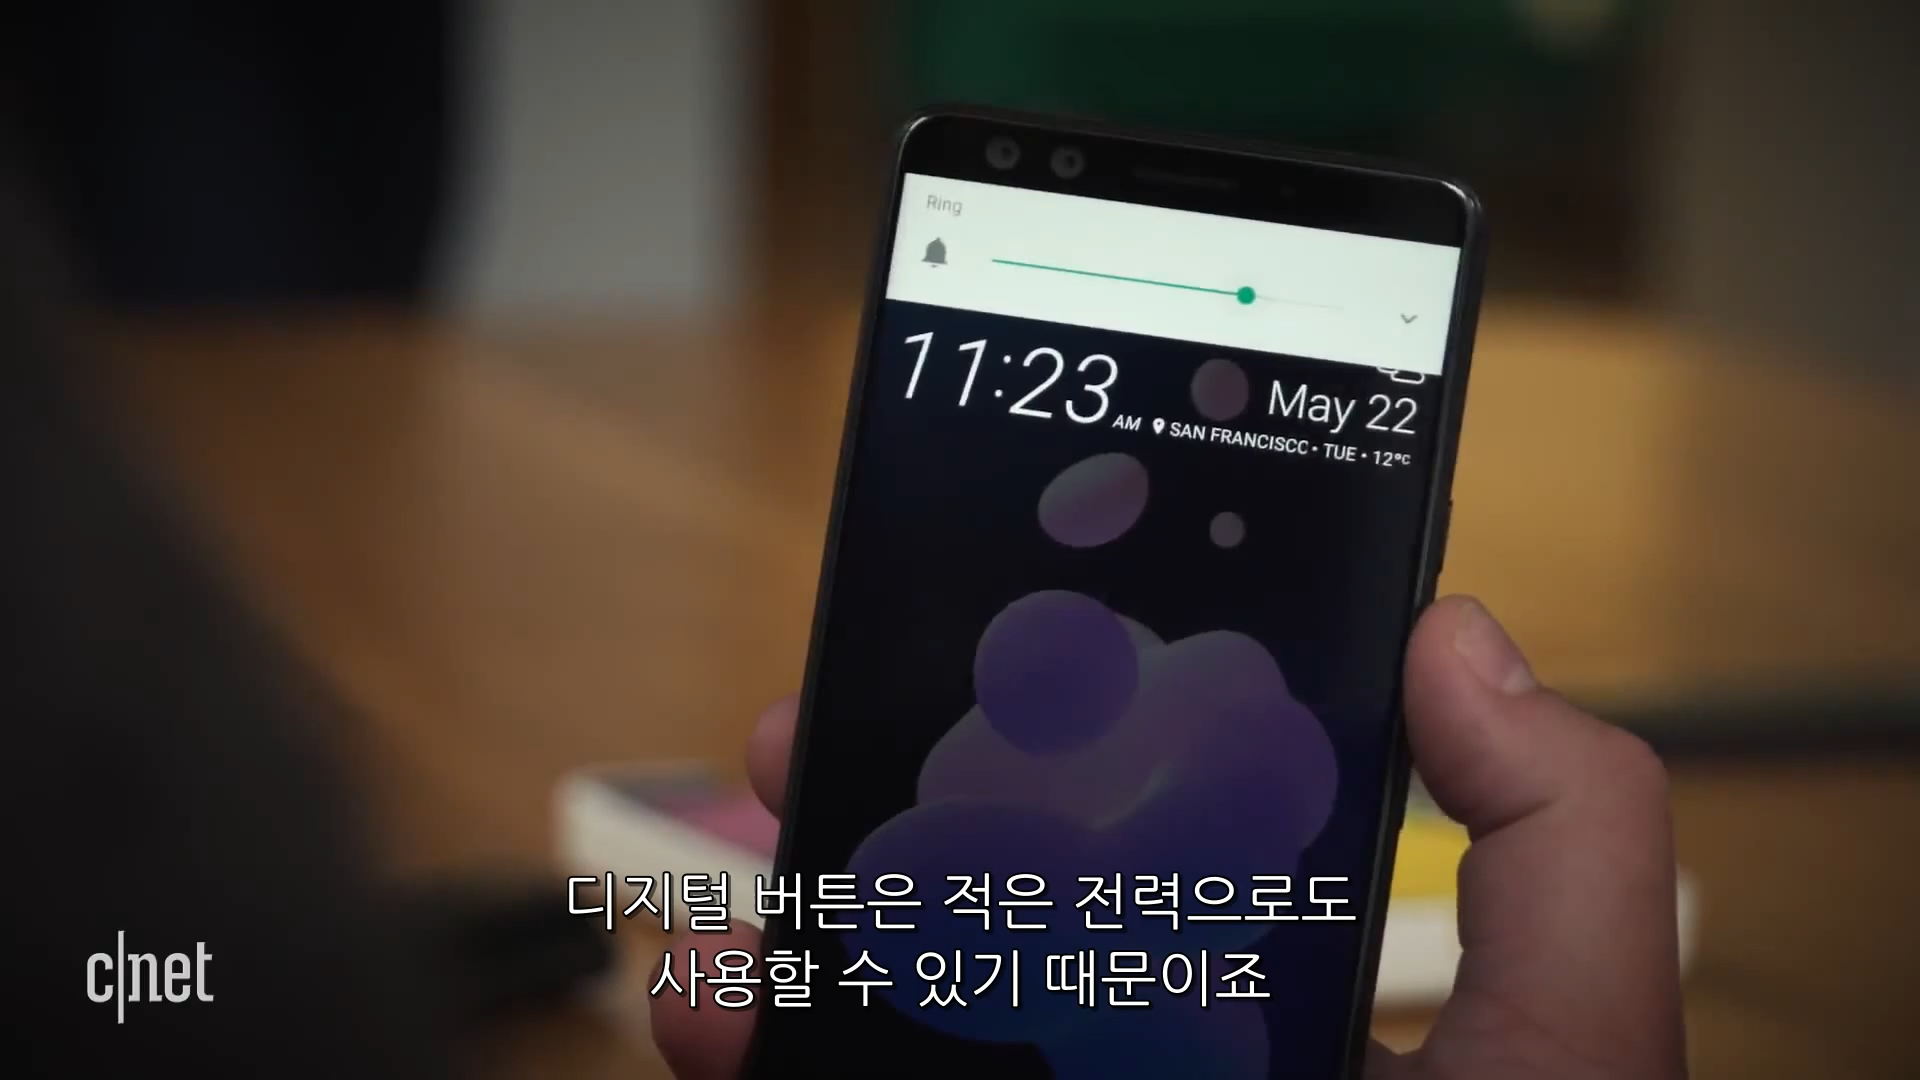 Ring
11:23 AM
May 22
SAN FRANCISCC • TUE • 12°C
디지털 버튼은 적은 전력으로도
사용할 수 있기 때문이죠
c|net